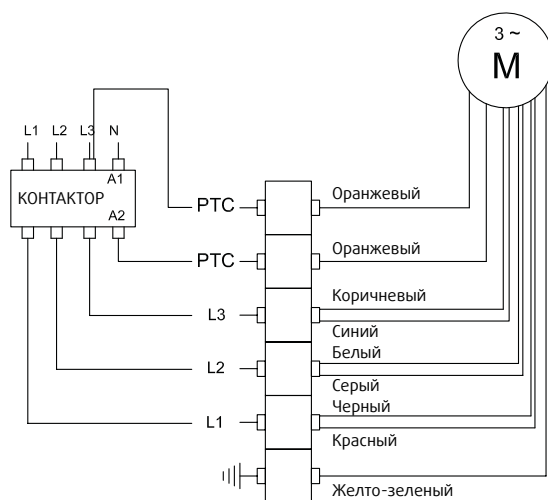 3 ~
M
L1 L2 L3 N
A1
КОНТАКТОР
A2
PTC
Оранжевый
PTC
Оранжевый
Коричневый
L3
Синий
Белый
L2
Серый
Черный
L1
Красный
Желто-зеленый